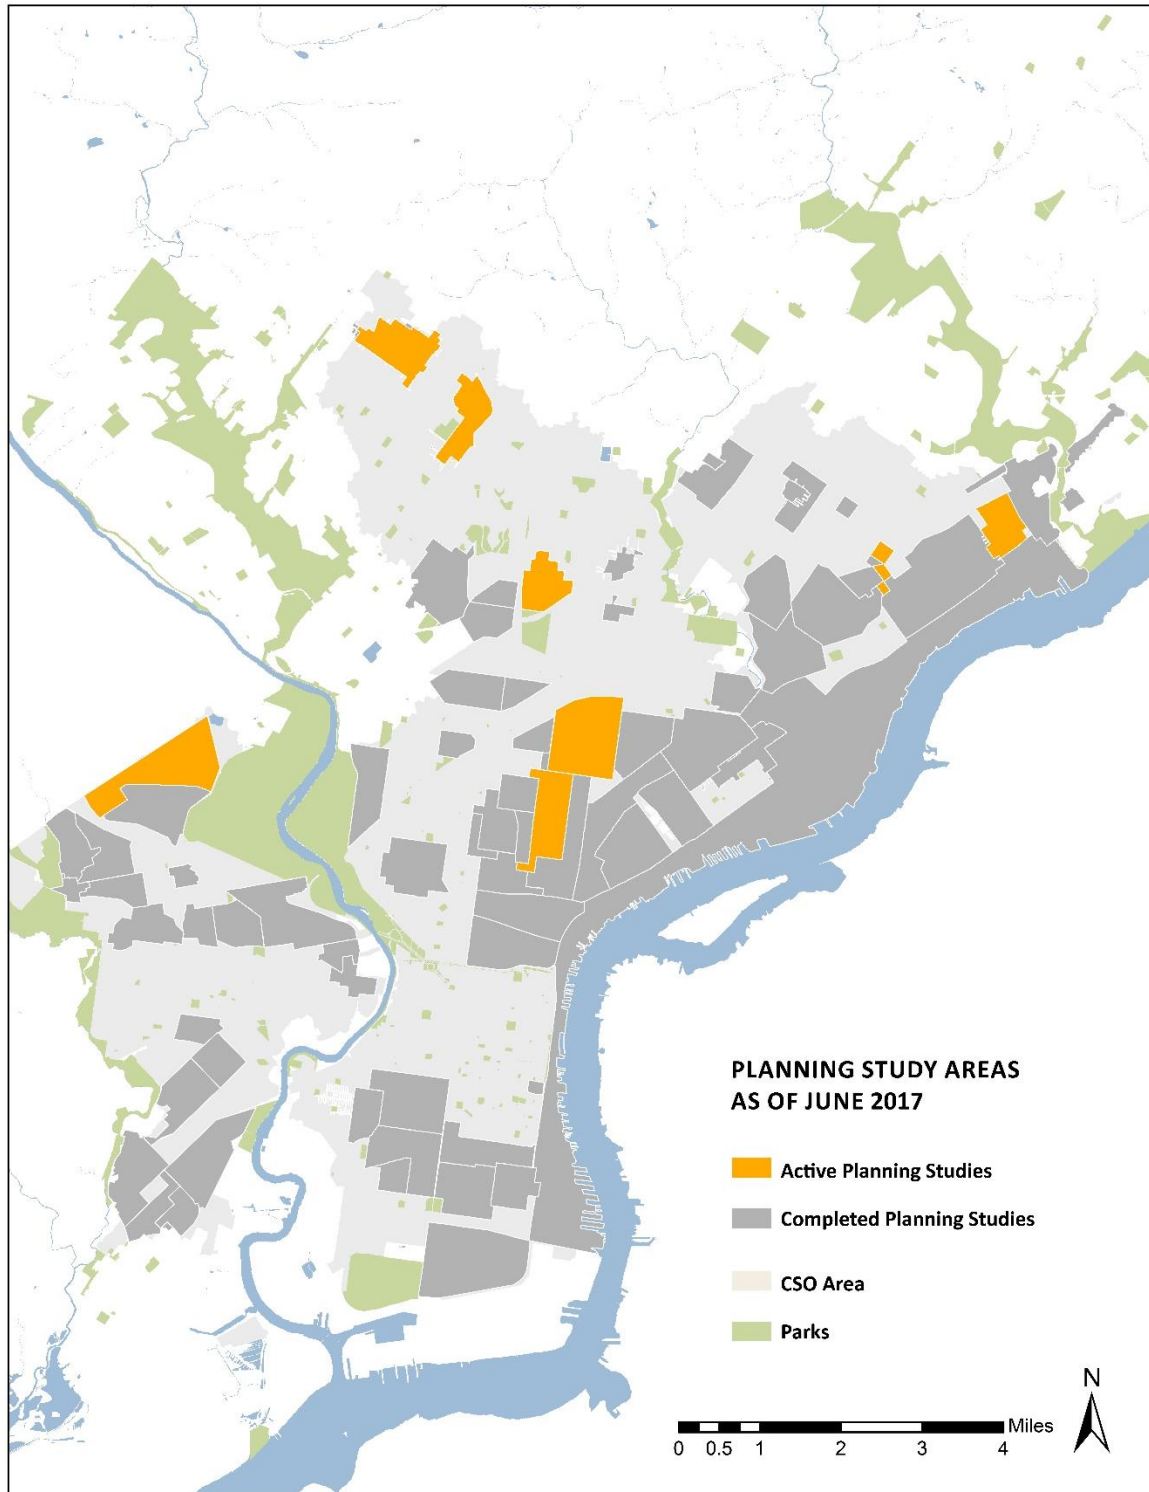 PLANNING STUDY AREAS
AS OF JUNE 2017
Active Planning Studies
Completed Planning Studies
CSO Area
Parks
N
Miles
0 0.5 1 2 3 4